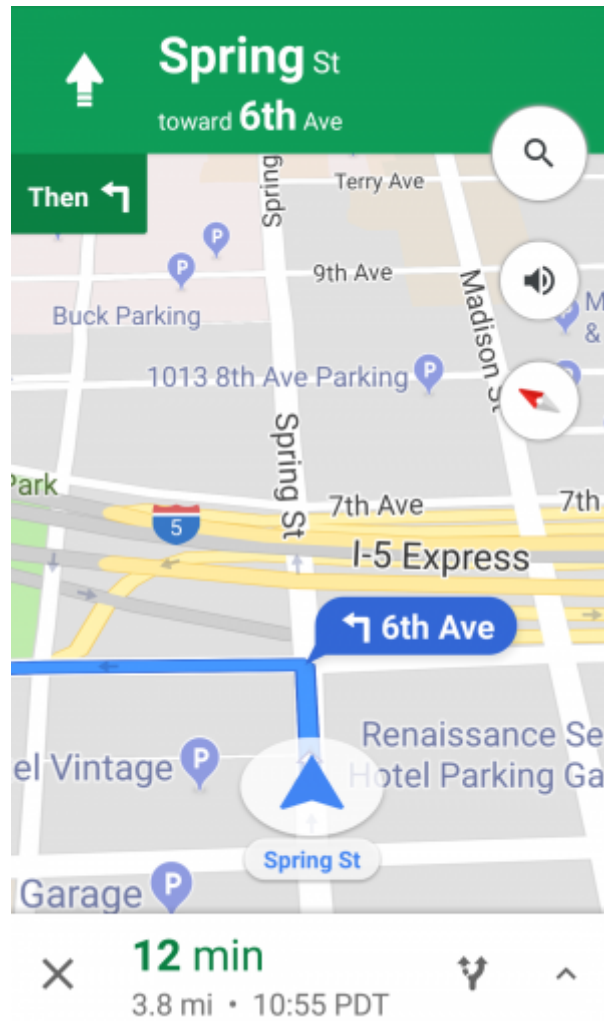 Spring St
toward 6th Ave
Then
Spring
Terry Ave
9th Ave
Madison St
M
&
Buck Parking
1013 8th Ave Parking
Spring St
Park
7th Ave
7th
5
I-5 Express
6th Ave
el Vintage
Renaissance Se
Hotel Parking Ga
Spring St
Garage
12 min
3.8 mi • 10:55 PDT
P
P
P
P
P